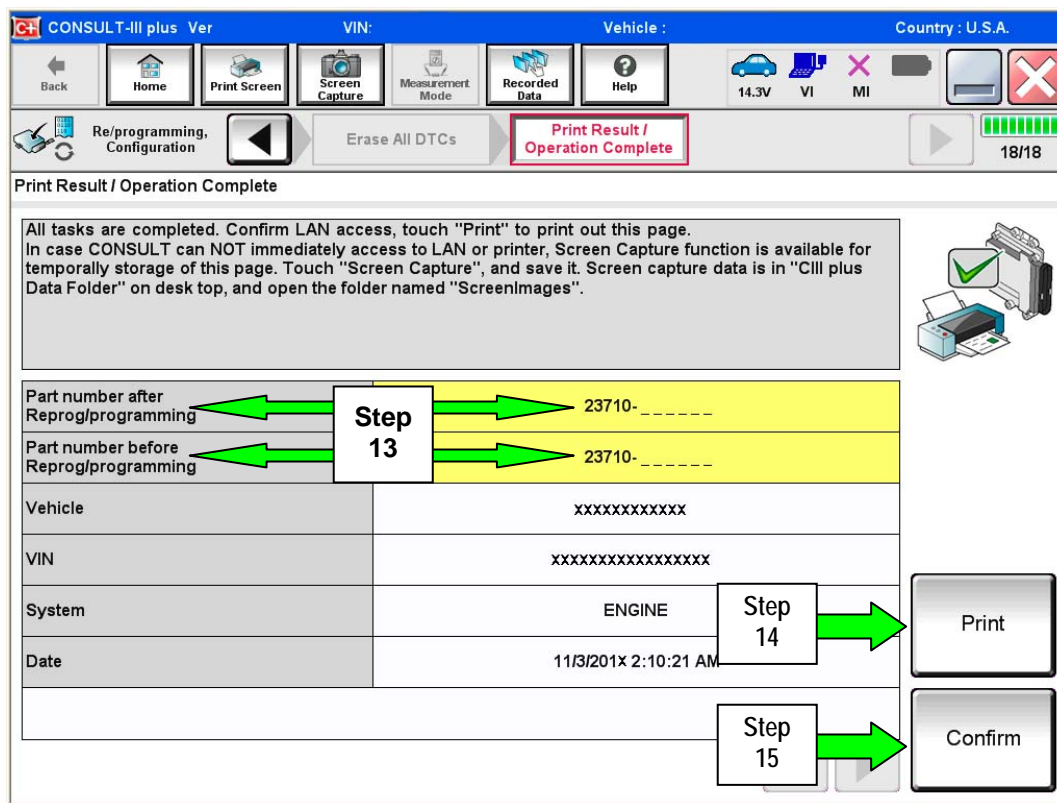 C+ CONSULT-III plus Ver VIN: Vehicle : Country : U.S.A.
Back Home Print Screen Screen Capture Measurement Mode Recorded Data Help 14.3V VI MI
Re/programming, Configuration Erase All DTCs Print Result / Operation Complete 18/18
Print Result / Operation Complete
All tasks are completed. Confirm LAN access, touch "Print" to print out this page.
In case CONSULT can NOT immediately access to LAN or printer, Screen Capture function is available for
temporally storage of this page. Touch "Screen Capture", and save it. Screen capture data is in "CIII plus
Data Folder" on desk top, and open the folder named "ScreenImages".
Part number after
Reprog/programming
23710-_ _ _ _ _ _
Step
13
Part number before
Reprog/programming
23710-_ _ _ _ _ _
Vehicle xxxxxxxxxxxx
VIN xxxxxxxxxxxxxxxxx
System ENGINE
Step
14
Print
Date 11/3/201x 2:10:21 AM
Step
15
Confirm